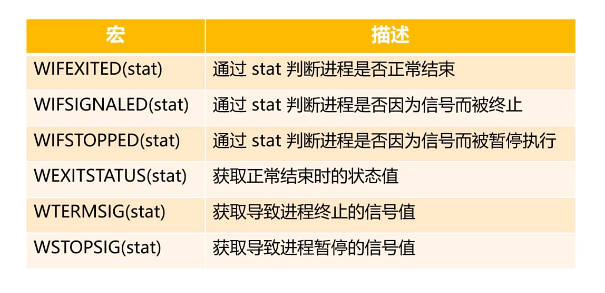 宏 描述
WIFEXITED(stat) 通过 stat 判断进程是否正常结束
WIFSIGNALED(stat) 通过 stat 判断进程是否因为信号而被终止
WIFSTOPPED(stat) 通过 stat 判断进程是否因为信号而被暂停执行
WEXITSTATUS(stat) 获取正常结束时的状态值
WTERMSIG(stat) 获取导致进程终止的信号值
WSTOPSIG(stat) 获取导致进程暂停的信号值